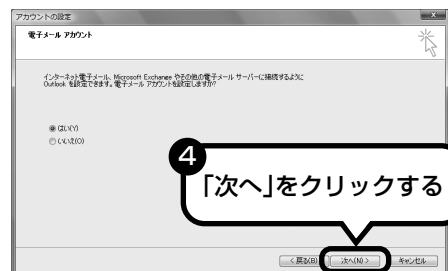 アカウントの設定
電子メール アカウント
インターネット電子メール、Microsoft Exchange やその他の電子メール サーバーに接続するように
Outlook を設定できます。電子メール アカウントを設定しますか?
はい(Y)
いいえ(O)
4
「次へ」をクリックする
< 戻る(B)
次へ(N) >
キャンセル